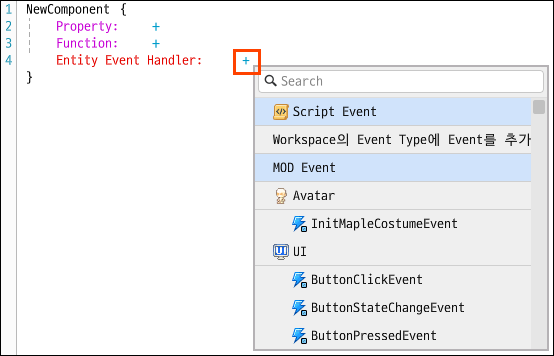 1 NewComponent {
2 Property: +
3 Function: +
4 Entity Event Handler: +
}
Search
Script Event
Workspace의 Event Type에 Event를 추가
MOD Event
Avatar
InitMapleCostumeEvent
UI
ButtonClickEvent
ButtonStateChangeEvent
ButtonPressedEvent